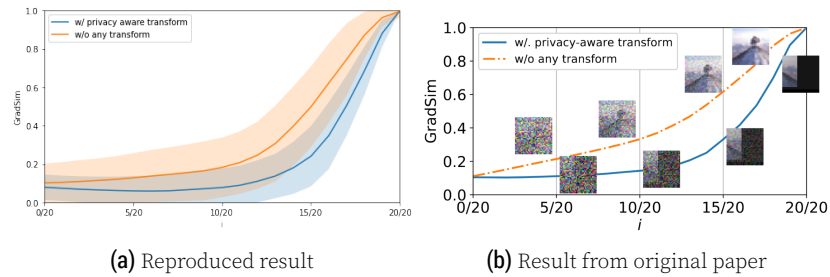 1.0
0.8
0.6
0.4
0.2
0.0
GradSim
w/ privacy aware transform
w/o any transform
0/20
5/20
10/20
15/20
20/20
i
(a) Reproduced result
1.0
0.8
0.6
0.4
0.2
0.0
GradSim
w/. privacy-aware transform
w/o any transform
0/20
5/20
10/20
15/20
20/20
i
(b) Result from original paper